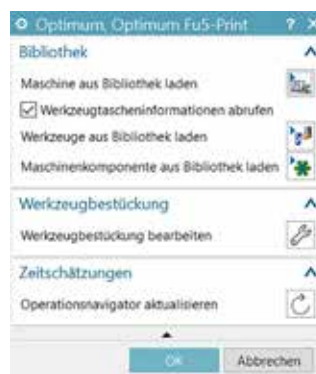 Optimum, Optimum Fu5-Print ? X
Bibliothek
Maschine aus Bibliothek laden
Werkzeugtascheninformationen abrufen
Werkzeuge aus Bibliothek laden
Maschinenkomponente aus Bibliothek laden
Werkzeugbestückung
Werkzeugbestückung bearbeiten
Zeitschätzungen
Operationsnavigator aktualisieren
OK Abbrechen